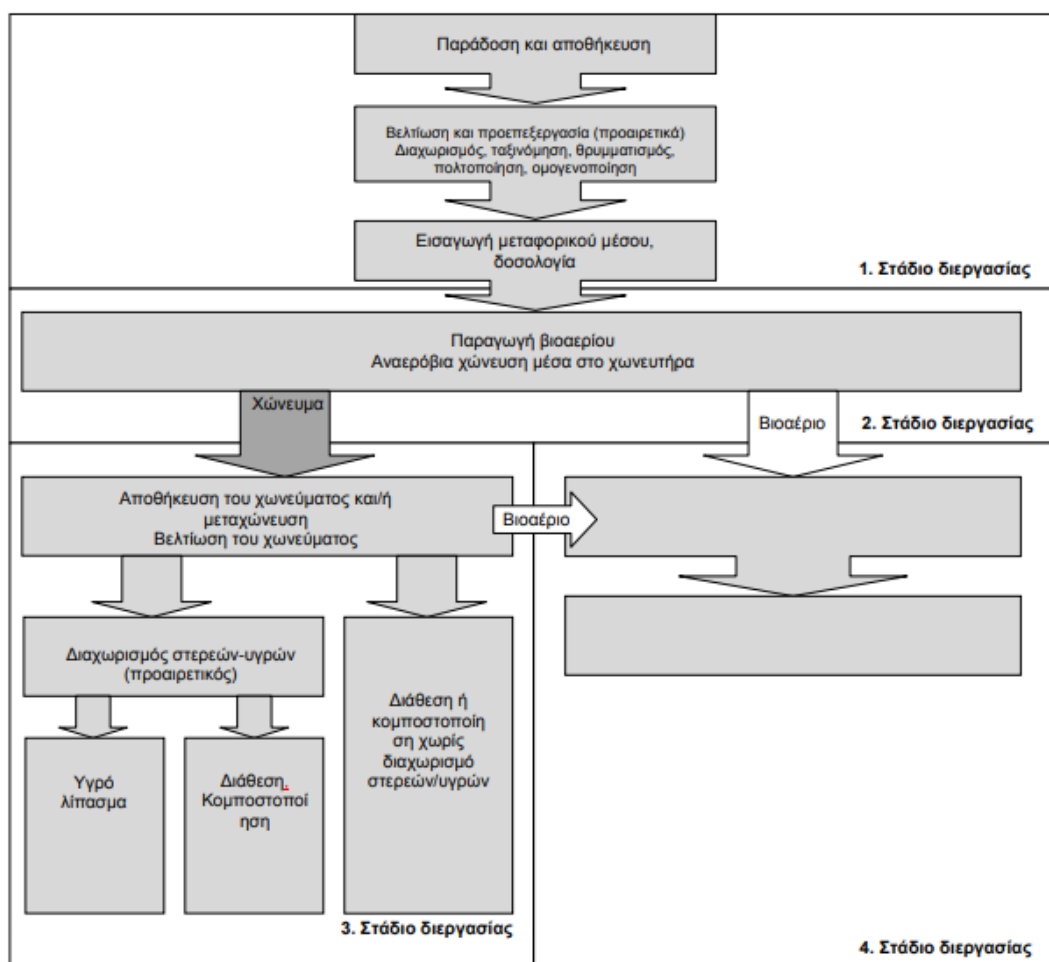 Παράδοση και αποθήκευση
Βελτίωση και προεπεξεργασία (προαιρετικά)
Διαχωρισμός, ταξινόμηση, θρυμματισμός,
πολτοποίηση, ομογενοποίηση
Εισαγωγή μεταφορικού μέσου,
δοσολογία
1. Στάδιο διεργασίας
Παραγωγή βιοαερίου
Αναερόβια χώνευση μέσα στο χωνευτήρα
Χώνευμα
Βιοαέριο
2. Στάδιο διεργασίας
Αποθήκευση του χωνεύματος και/ή
μεταχώνευση
Βελτίωση του χωνεύματος
Βιοαέριο
Διαχωρισμός στερεών-υγρών
(προαιρετικός)
Υγρό
λίπασμα
Διάθεση,
Κομποστοποί
ηση
Διάθεση ή
κομποστοποίη
ση χωρίς
διαχωρισμό
στερεών/υγρών
3. Στάδιο διεργασίας
4. Στάδιο διεργασίας